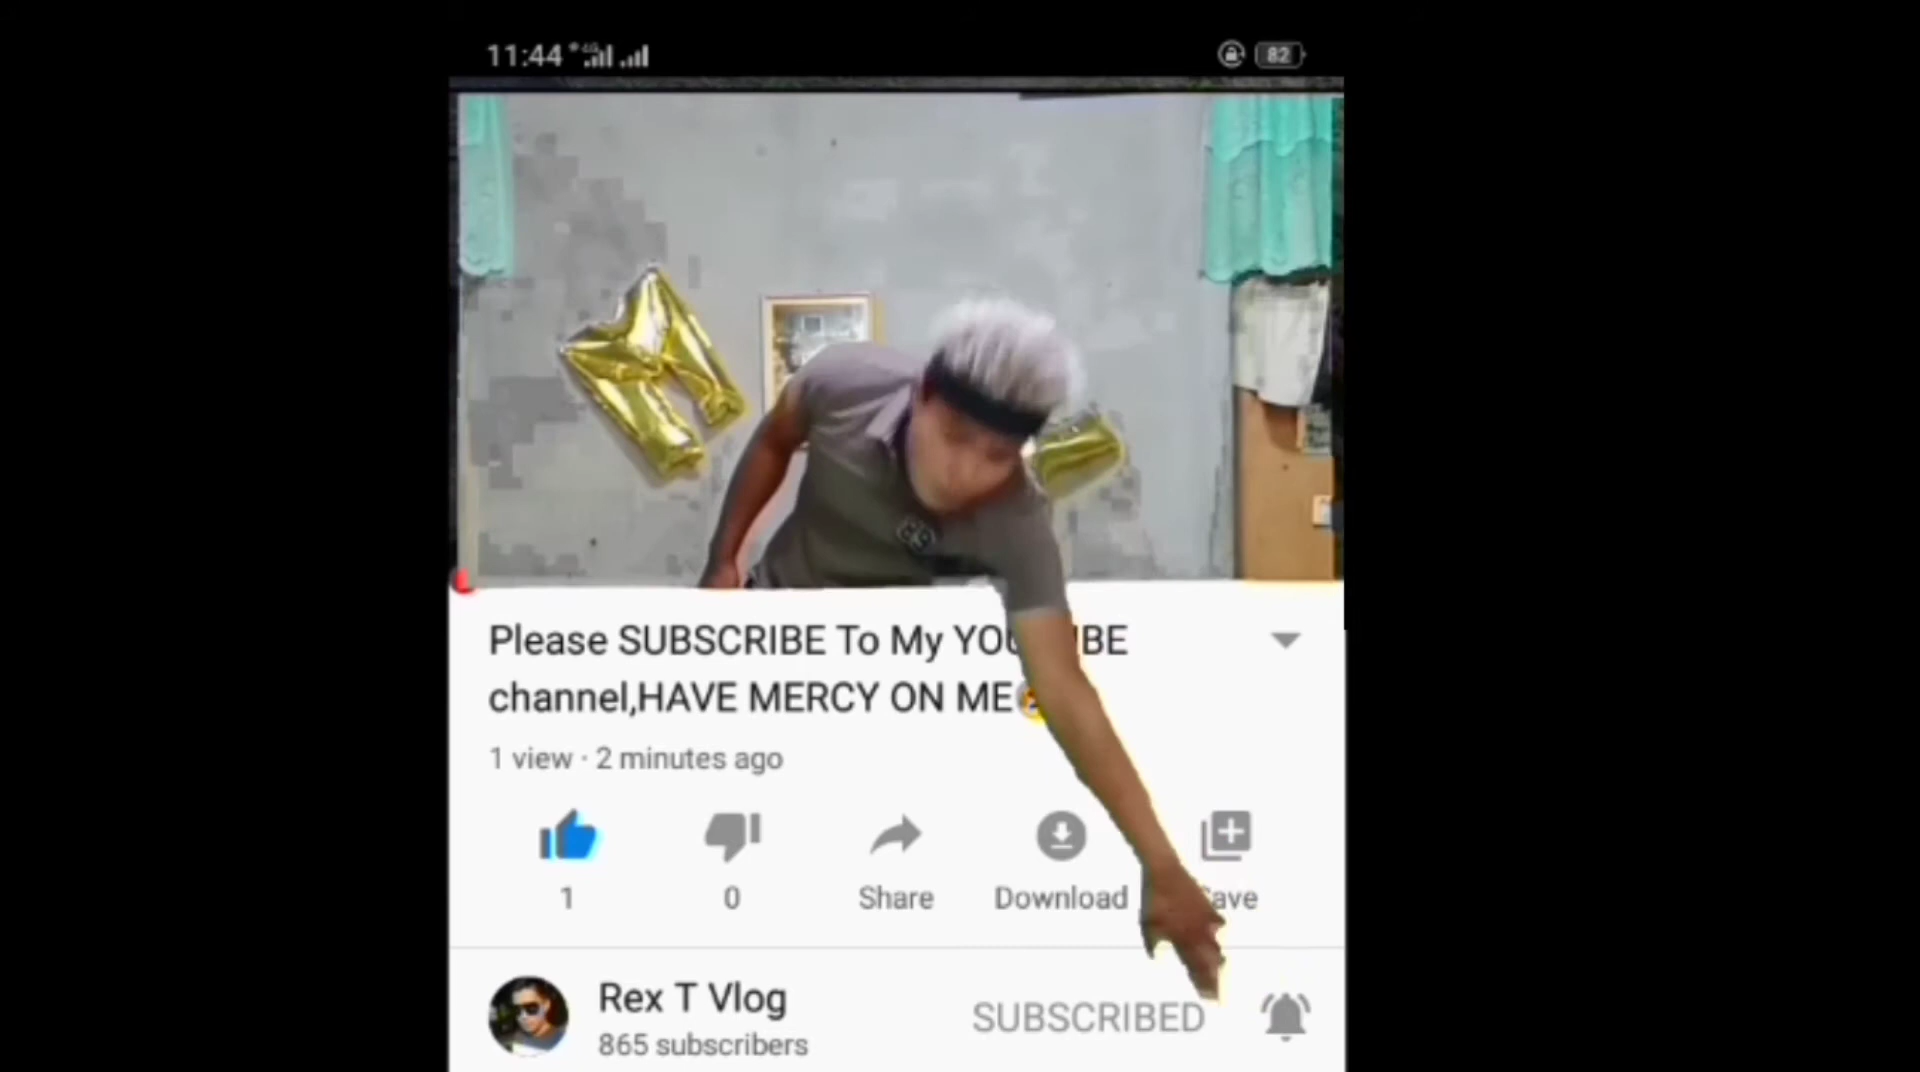 11:44
82
Please SUBSCRIBE To My YOU BE
channel,HAVE MERCY ON ME
1 view · 2 minutes ago
1
0
Share
Download
ave
Rex T Vlog
865 subscribers
SUBSCRIBED